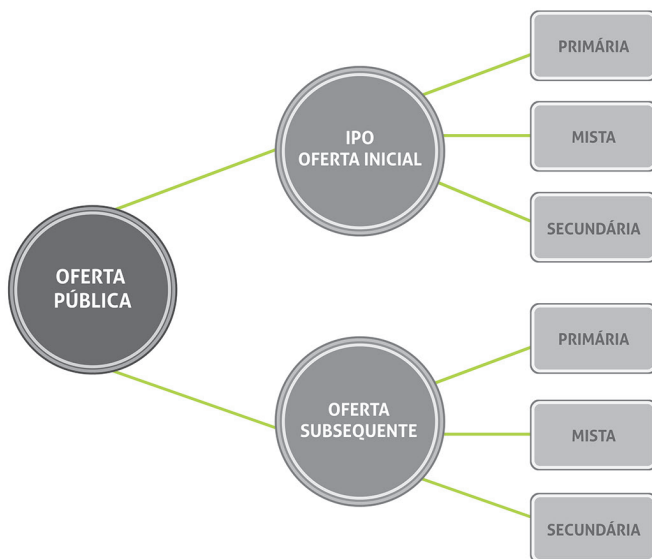 OFERTA
PÚBLICA
IPO
OFERTA INICIAL
PRIMÁRIA
MISTA
SECUNDÁRIA
OFERTA
SUBSEQUENTE
PRIMÁRIA
MISTA
SECUNDÁRIA